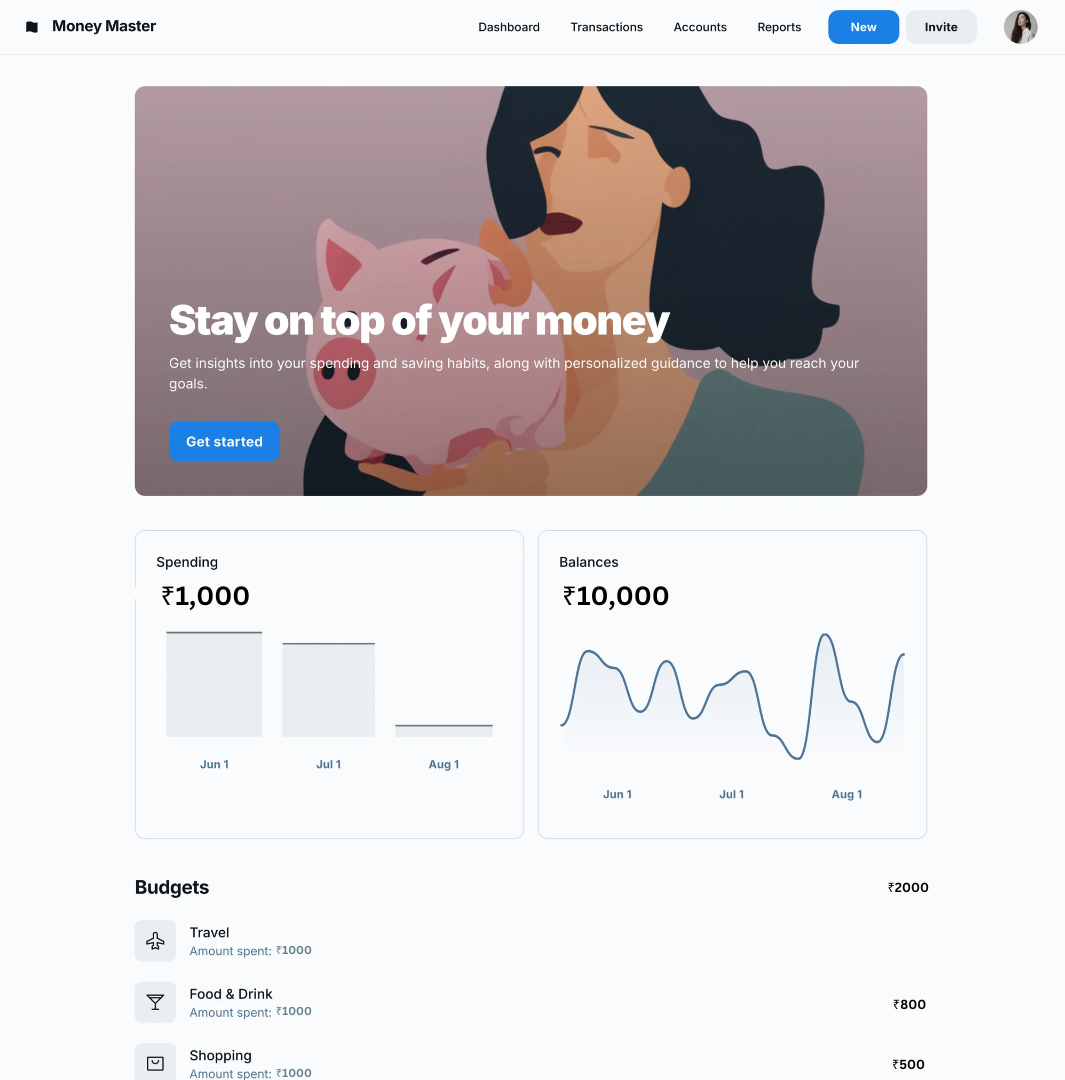 Money Master
Dashboard
Transactions
Accounts
Reports
New
Invite
Stay on top of your money
Get insights into your spending and saving habits, along with personalized guidance to help you reach your
goals.
Get started
Spending
₹1,000
Jun 1
Jul 1
Aug 1
Balances
₹10,000
Jun 1
Jul 1
Aug 1
Budgets
₹2000
Travel
Amount spent: ₹1000
Food & Drink
Amount spent: ₹1000
₹800
Shopping
Amount spent: ₹1000
₹500